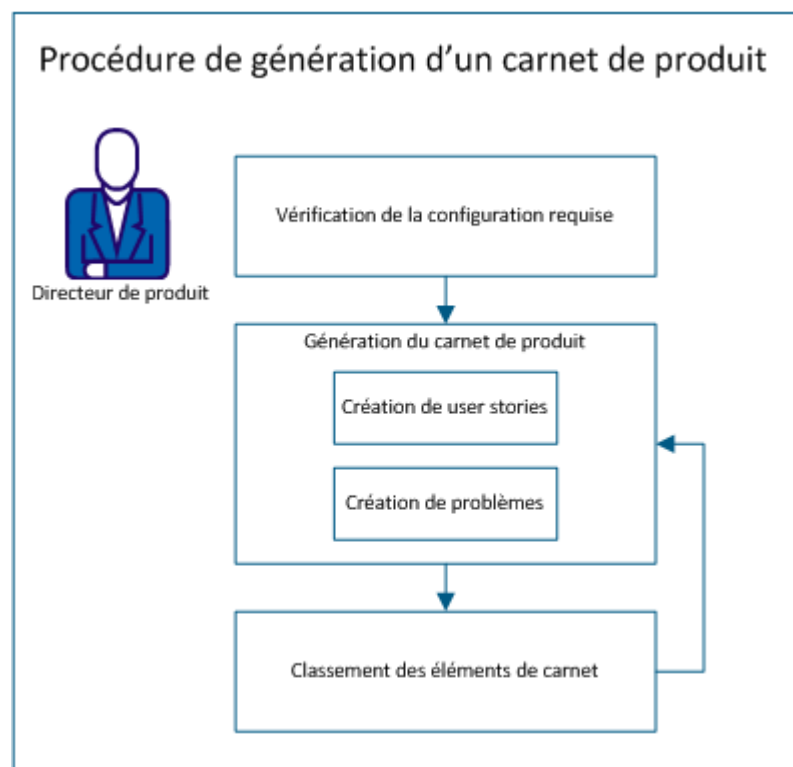 Procédure de génération d’un carnet de produit
Vérification de la configuration requise
Directeur de produit
Génération du carnet de produit
Création de user stories
Création de problèmes
Classement des éléments de carnet